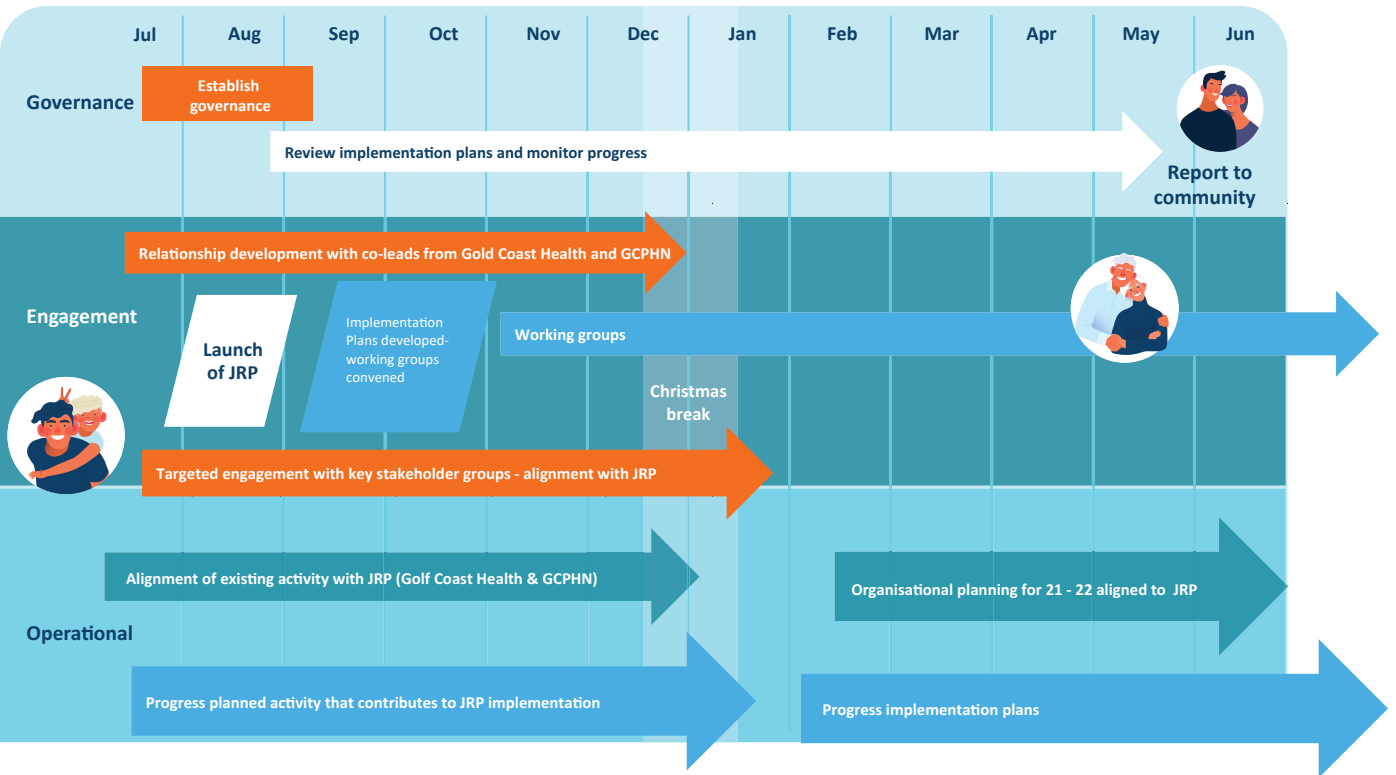 Jul Aug Sep Oct Nov Dec Jan Feb Mar Apr May Jun
Governance
Establish
governance
Review implementation plans and monitor progress
Report to
community
Engagement
Relationship development with co-leads from Gold Coast Health and GCPHN
Launch
of JRP
Implementation
Plans developed-
working groups
convened
Working groups
Christmas
break
Targeted engagement with key stakeholder groups - alignment with JRP
Operational
Alignment of existing activity with JRP (Golf Coast Health & GCPHN)
Organisational planning for 21 - 22 aligned to JRP
Progress planned activity that contributes to JRP implementation
Progress implementation plans